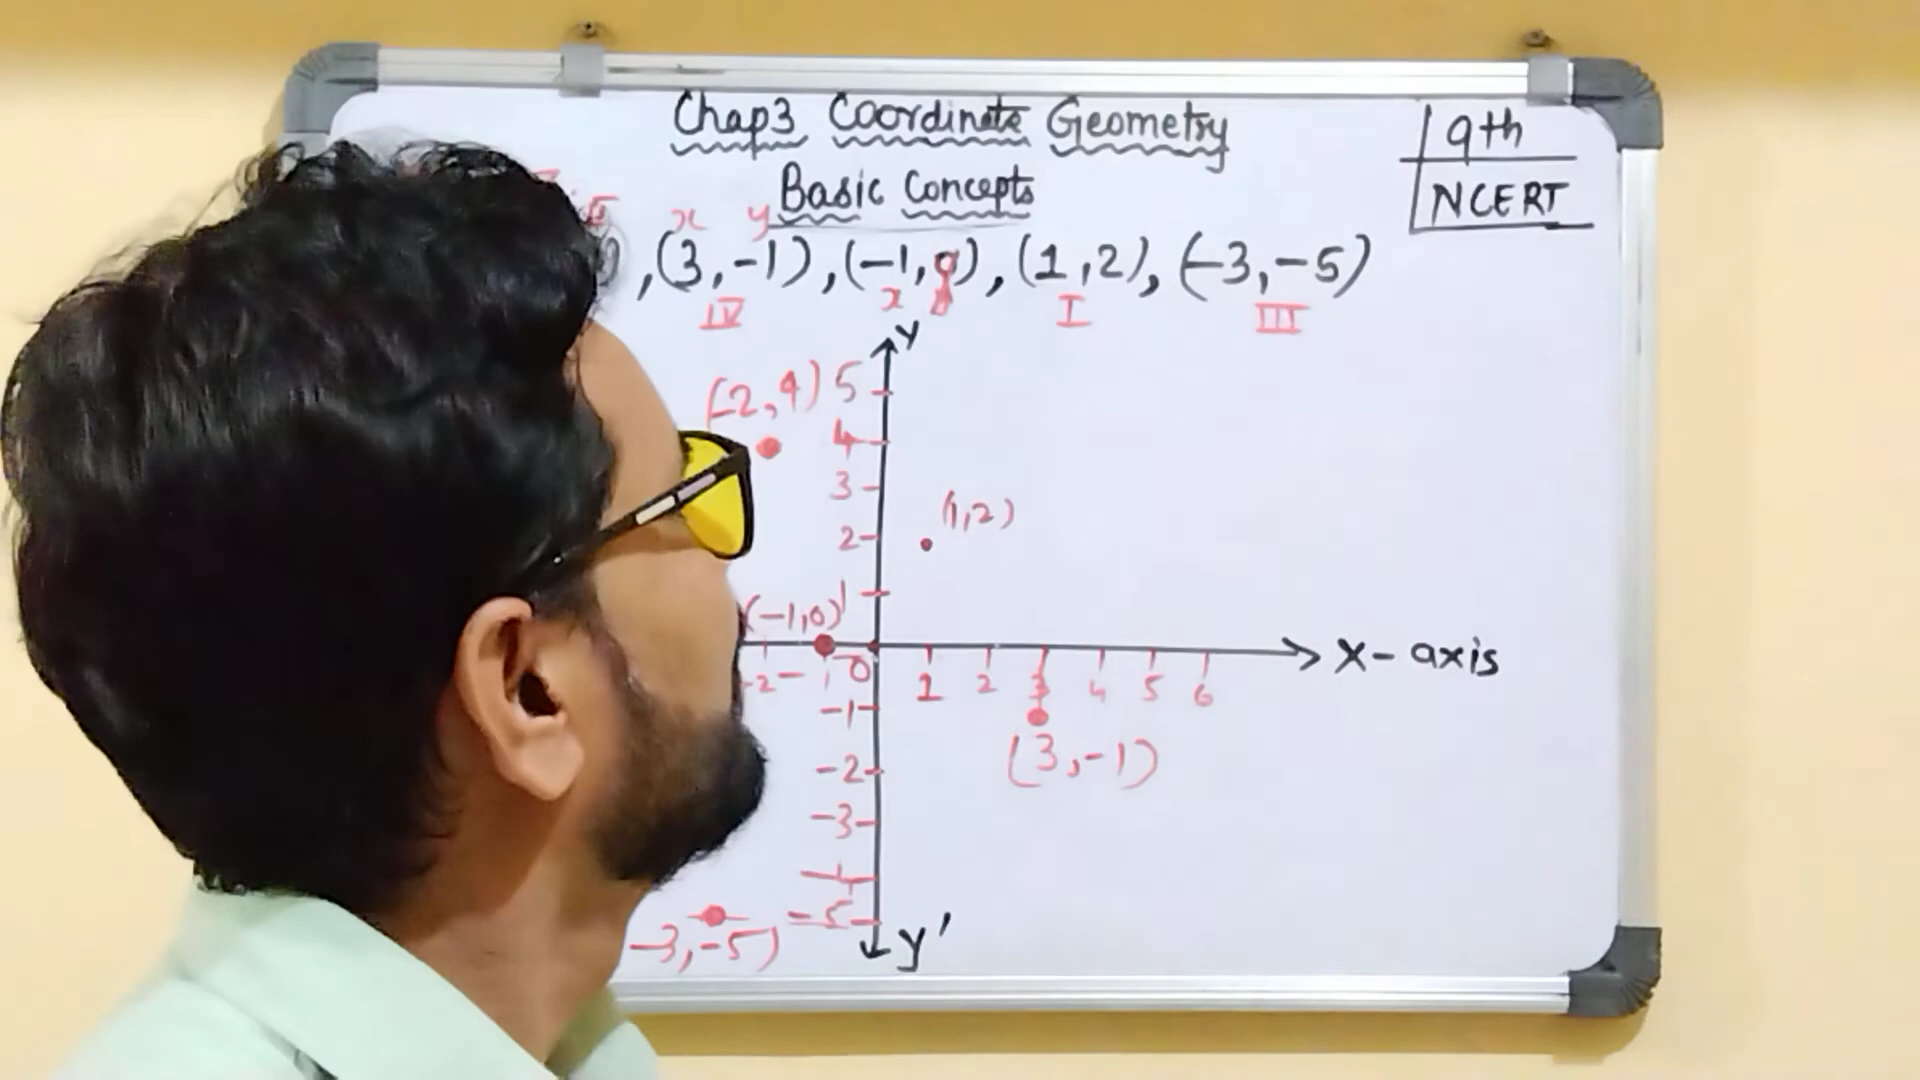 Chap3 Coordinate Geometry
9th
Basic Concepts
NCERT
x y
,(3,-1),(-1,0),(1,2),(-3,-5)
IV x y I III
Y
(-2,4) 5
4
3
(1,2)
2
(-1,0) 1
X-axis
-2 -1 0 1 2 3 4 5 6
-1
(3,-1)
-2
-3
-4
-5
-3,-5)
Y'